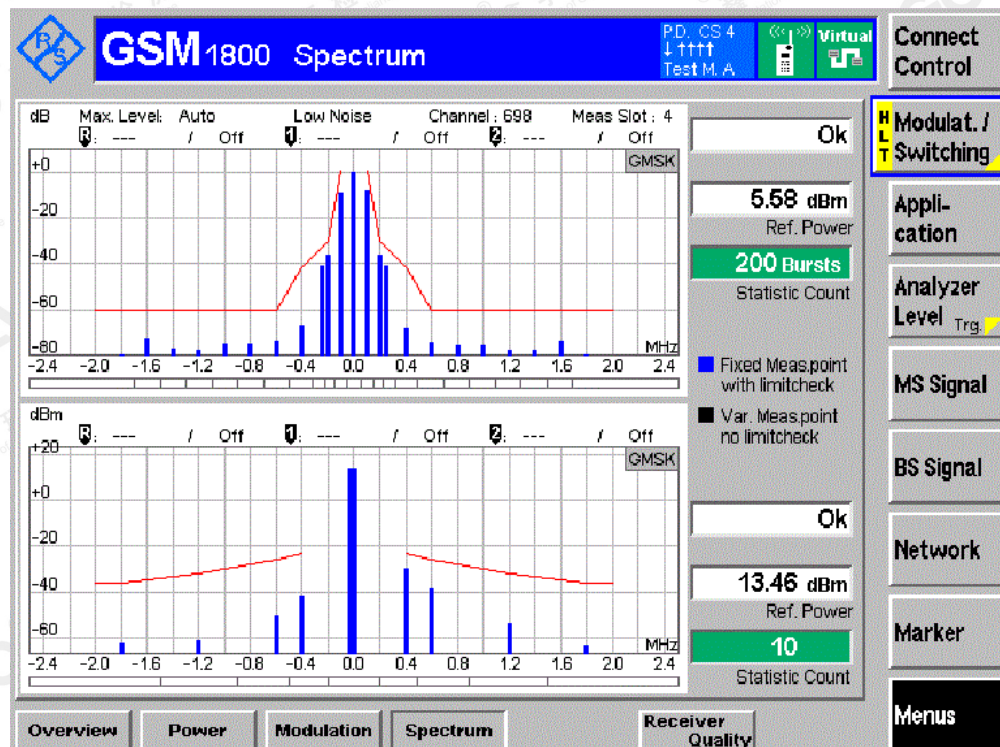 R&S
GSM 1800 Spectrum
P.D. CS 4
↓ ↑↑↑↑
Test M. A
Virtual
Connect Control
dB Max. Level: Auto Low Noise Channel : 698 Meas Slot : 4
R: --- / Off 1: --- / Off 2: --- / Off
GMSK
+0
-20
-40
-60
-80
MHz
-2.0 -1.6 -1.2 -0.8 -0.4 0.0 0.4 0.8 1.2 1.6 2.0 2.4
Ok
5.58 dBm
Ref. Power
200 Bursts
Statistic Count
Fixed Meas.point
with limitcheck
Var. Meas.point
no limitcheck
dBm
R: --- / Off 1: --- / Off 2: --- / Off
GMSK
+20
+0
-20
-40
-60
MHz
-2.4 -2.0 -1.6 -1.2 -0.8 -0.4 0.0 0.4 0.8 1.2 1.6 2.0 2.4
Ok
13.46 dBm
Ref. Power
10
Statistic Count
HLT
Modulat. /
Switching
Appli-
cation
Analyzer
Level Trg.
MS Signal
BS Signal
Network
Marker
Menus
Overview
Power
Modulation
Spectrum
Receiver
Quality